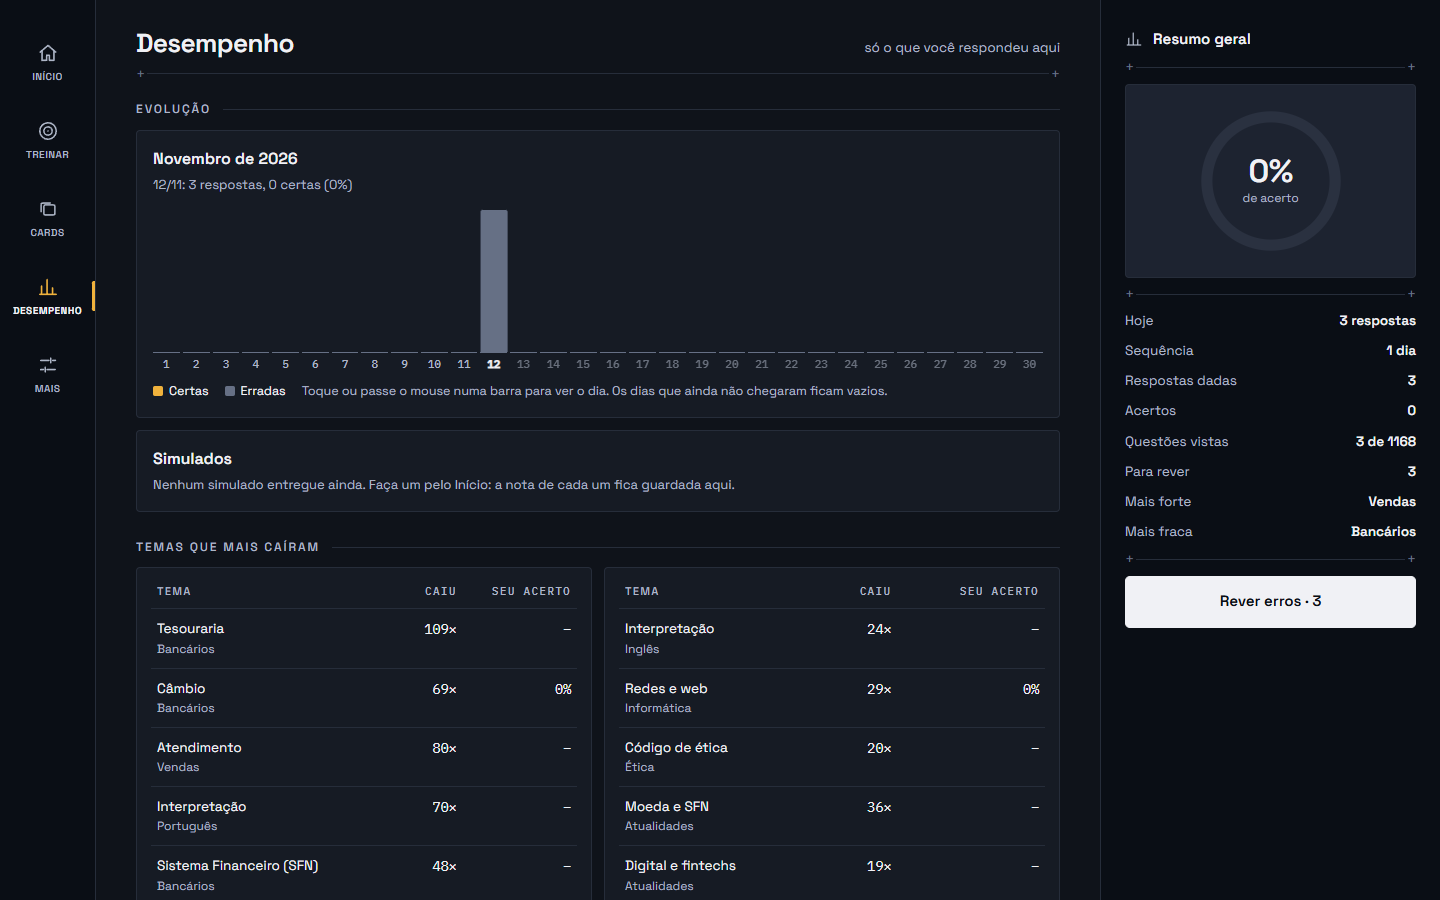 INÍCIO
TREINAR
CARDS
DESEMPENHO
MAIS
Desempenho
só o que você respondeu aqui
EVOLUÇÃO
Novembro de 2026
12/11: 3 respostas, 0 certas (0%)
1 2 3 4 5 6 7 8 9 10 11 12 13 14 15 16 17 18 19 20 21 22 23 24 25 26 27 28 29 30
Certas Erradas Toque ou passe o mouse numa barra para ver o dia. Os dias que ainda não chegaram ficam vazios.
Simulados
Nenhum simulado entregue ainda. Faça um pelo Início: a nota de cada um fica guardada aqui.
TEMAS QUE MAIS CAÍRAM
TEMA CAIU SEU ACERTO
Tesouraria 109× –
Bancários
Câmbio 69× 0%
Bancários
Atendimento 80× –
Vendas
Interpretação 70× –
Português
Sistema Financeiro (SFN) 48× –
Bancários
TEMA CAIU SEU ACERTO
Interpretação 24× –
Inglês
Redes e web 29× 0%
Informática
Código de ética 20× –
Ética
Moeda e SFN 36× –
Atualidades
Digital e fintechs 19× –
Atualidades
Resumo geral
0%
de acerto
Hoje 3 respostas
Sequência 1 dia
Respostas dadas 3
Acertos 0
Questões vistas 3 de 1168
Para rever 3
Mais forte Vendas
Mais fraca Bancários
Rever erros · 3